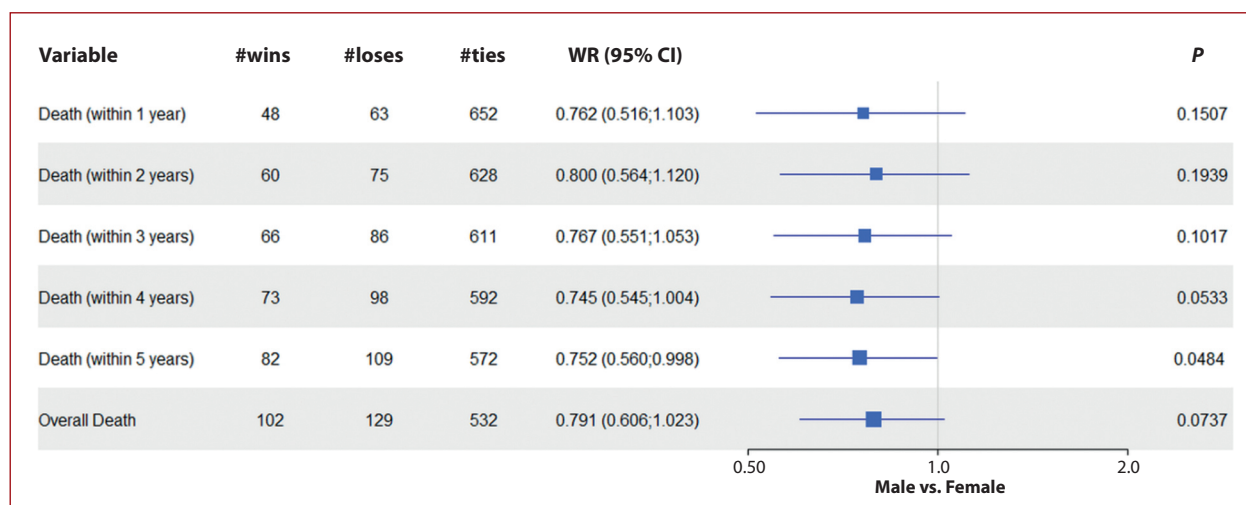 Variable #wins #loses #ties WR (95% CI) P
Death (within 1 year) 48 63 652 0.762 (0.516;1.103) 0.1507
Death (within 2 years) 60 75 628 0.800 (0.564;1.120) 0.1939
Death (within 3 years) 66 86 611 0.767 (0.551;1.053) 0.1017
Death (within 4 years) 73 98 592 0.745 (0.545;1.004) 0.0533
Death (within 5 years) 82 109 572 0.752 (0.560;0.998) 0.0484
Overall Death 102 129 532 0.791 (0.606;1.023) 0.0737
0.50 1.0 2.0
Male vs. Female